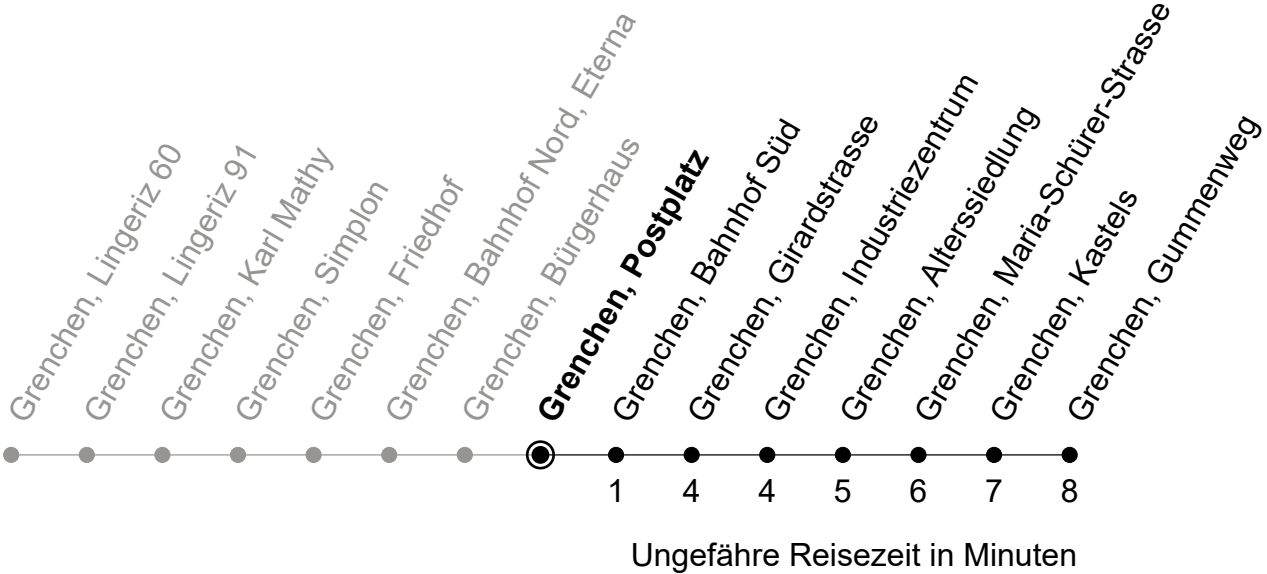 Grenchen, Lingeriz 60
Grenchen, Lingeriz 91
Grenchen, Karl Mathy
Grenchen, Simplon
Grenchen, Friedhof
Grenchen, Bahnhof Nord, Eterna
Grenchen, Bürgerhaus
Grenchen, Postplatz
Grenchen, Bahnhof Süd
Grenchen, Girardstrasse
Grenchen, Industriezentrum
Grenchen, Alterssiedlung
Grenchen, Maria-Schürer-Strasse
Grenchen, Kastels
Grenchen, Gummenweg
1 4 4 5 6 7 8
Ungefähre Reisezeit in Minuten